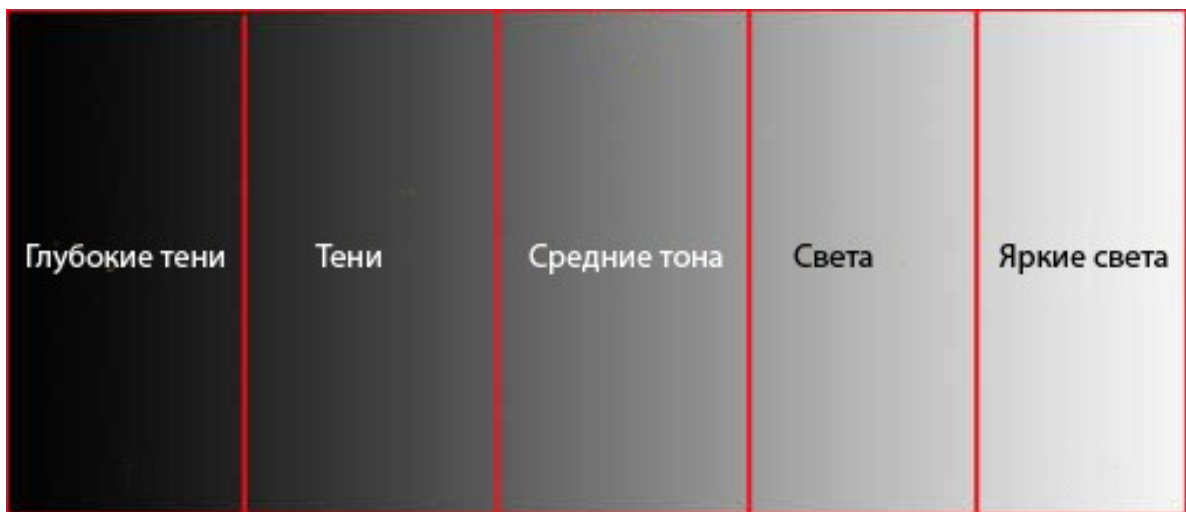 Глубокие тени
Тени
Средние тона
Света
Яркие света